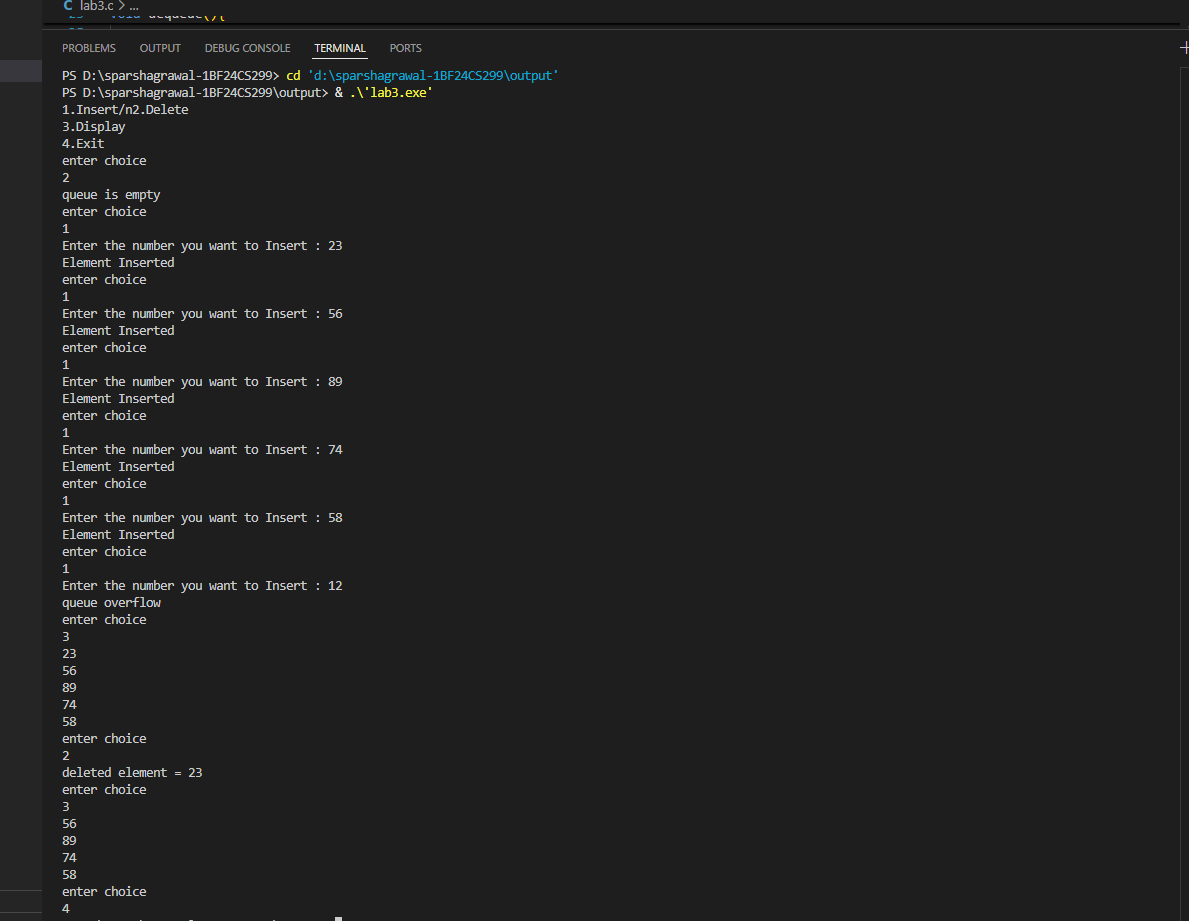 C lab3.c > ...
void dequeue(){
PROBLEMS OUTPUT DEBUG CONSOLE TERMINAL PORTS
PS D:\sparshagrawal-1BF24CS299> cd 'd:\sparshagrawal-1BF24CS299\output'
PS D:\sparshagrawal-1BF24CS299\output> & .\'lab3.exe'
1.Insert/n2.Delete
3.Display
4.Exit
enter choice
2
queue is empty
enter choice
1
Enter the number you want to Insert : 23
Element Inserted
enter choice
1
Enter the number you want to Insert : 56
Element Inserted
enter choice
1
Enter the number you want to Insert : 89
Element Inserted
enter choice
1
Enter the number you want to Insert : 74
Element Inserted
enter choice
1
Enter the number you want to Insert : 58
Element Inserted
enter choice
1
Enter the number you want to Insert : 12
queue overflow
enter choice
3
23
56
89
74
58
enter choice
2
deleted element = 23
enter choice
3
56
89
74
58
enter choice
4